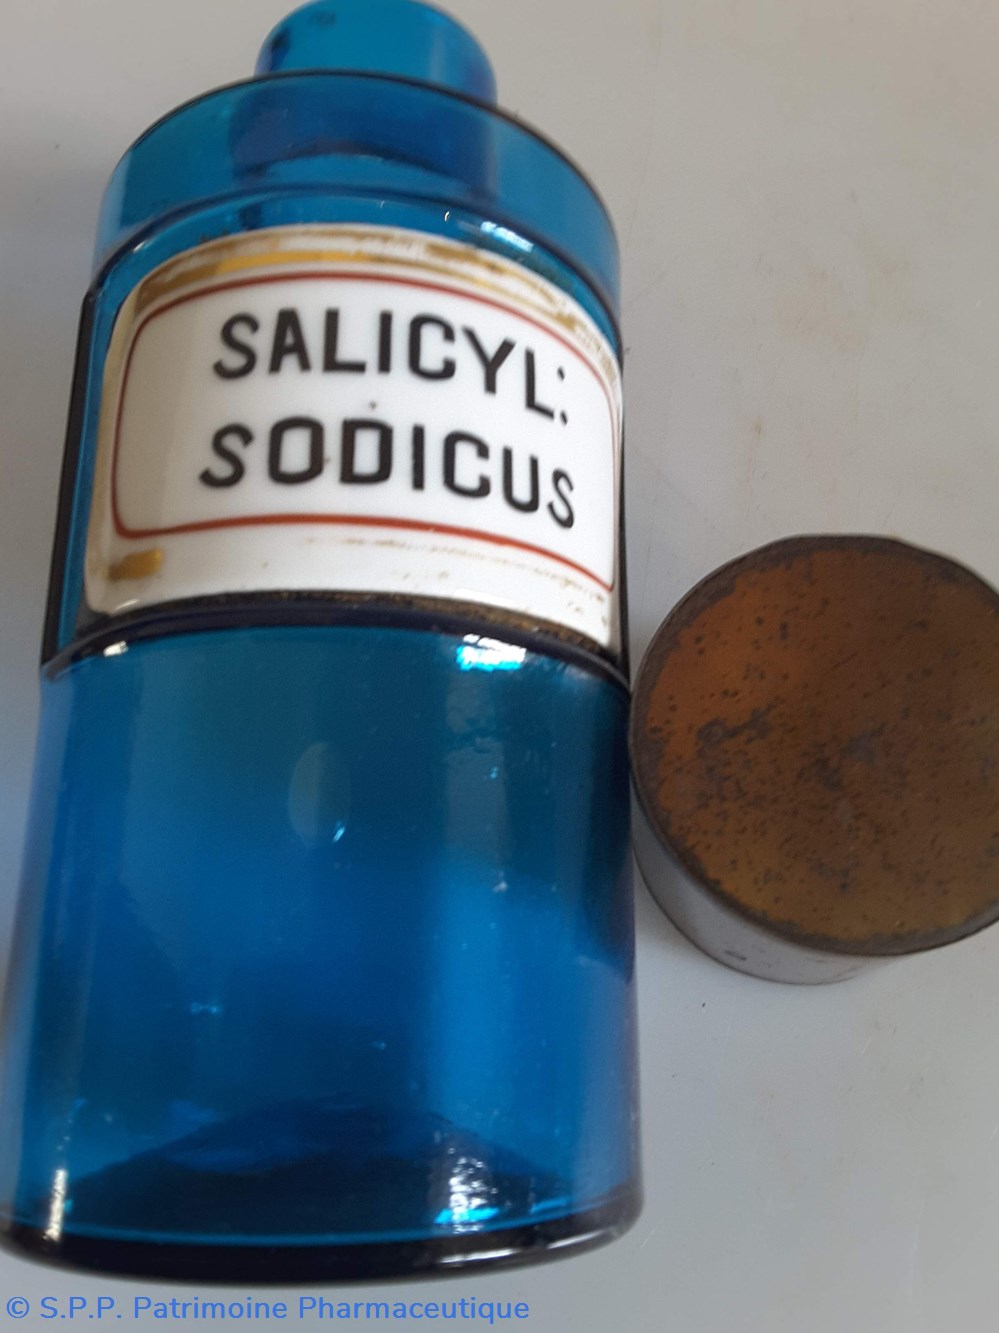 SALICYL:
SODICUS
© S.P.P. Patrimoine Pharmaceutique